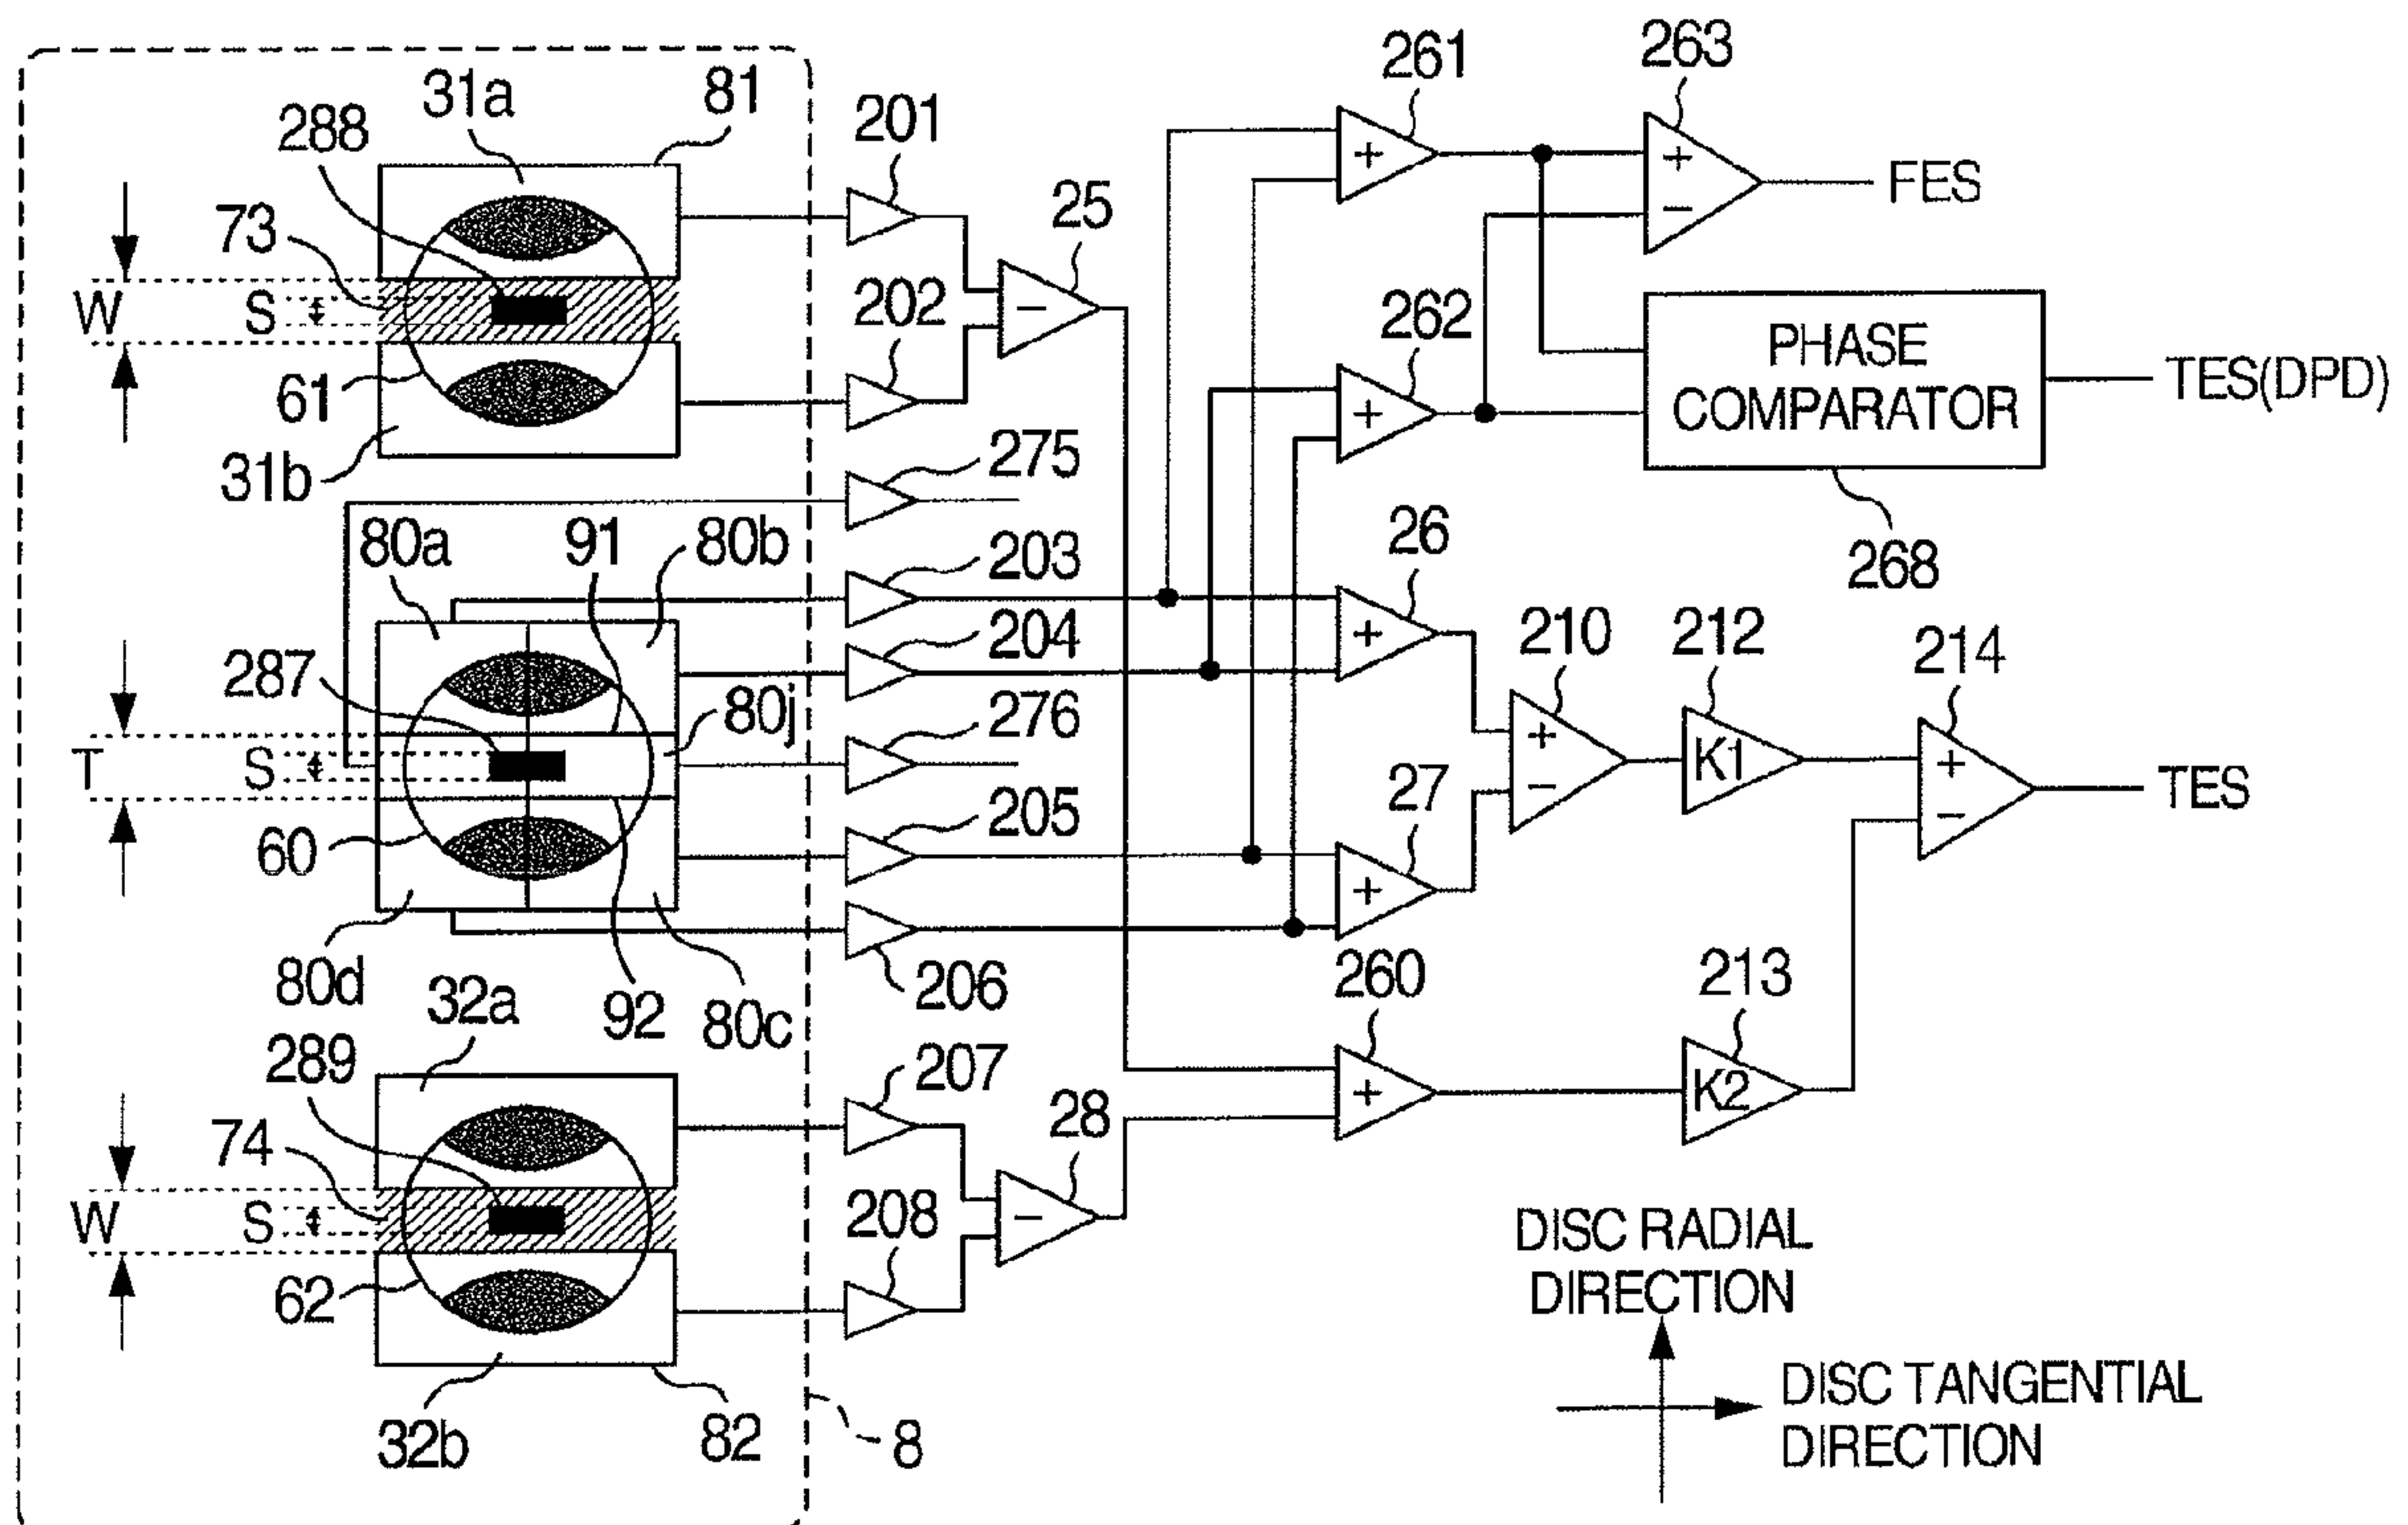 263
261
81
31a
288
201
FES
25
73
+
+
−
W
S
202
262
PHASE
COMPARATOR
TES(DPD)
−
61
+
275
31b
26
80a
91
80b
203
268
210
212
214
204
+
287
80j
276
+
K1
+
T
S
27
−
−
TES
205
60
+
213
260
80d
206
32a
92
80c
289
207
28
+
K2
74
208
DISC RADIAL
DIRECTION
W
S
−
62
DISC TANGENTIAL
DIRECTION
32b
82
8